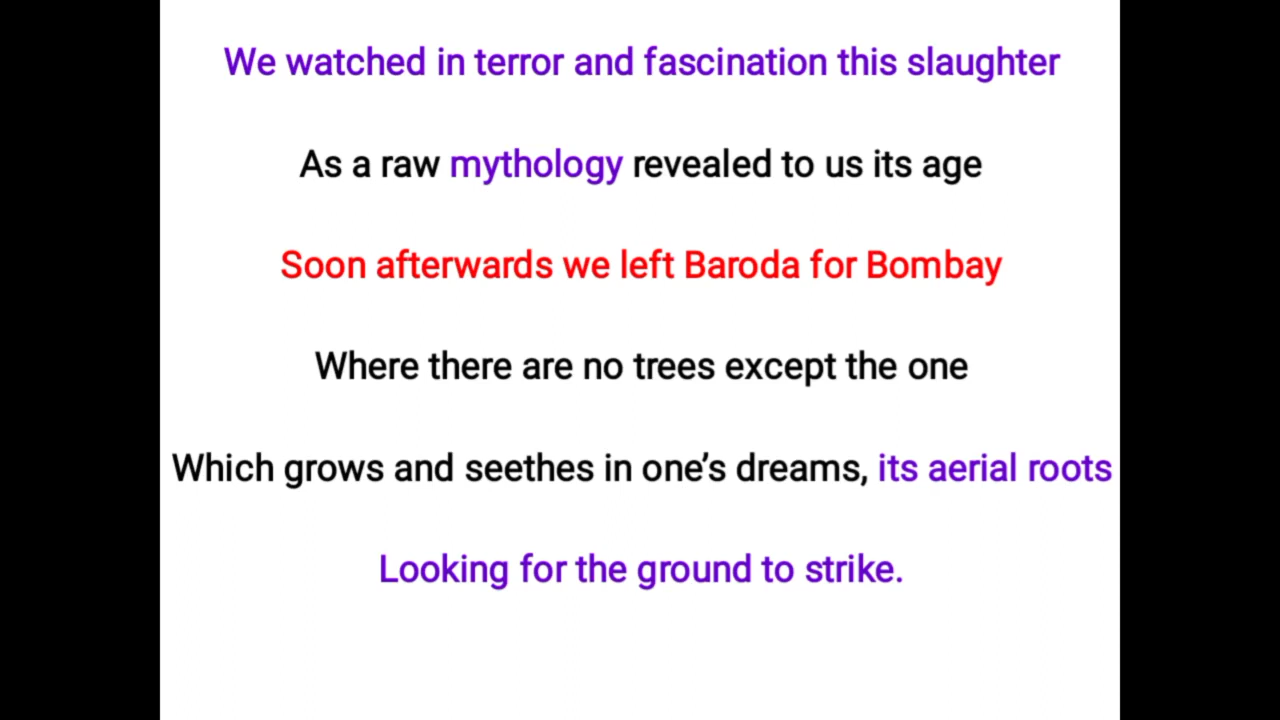 We watched in terror and fascination this slaughter
As a raw mythology revealed to us its age
Soon afterwards we left Baroda for Bombay
Where there are no trees except the one
Which grows and seethes in one’s dreams, its aerial roots
Looking for the ground to strike.